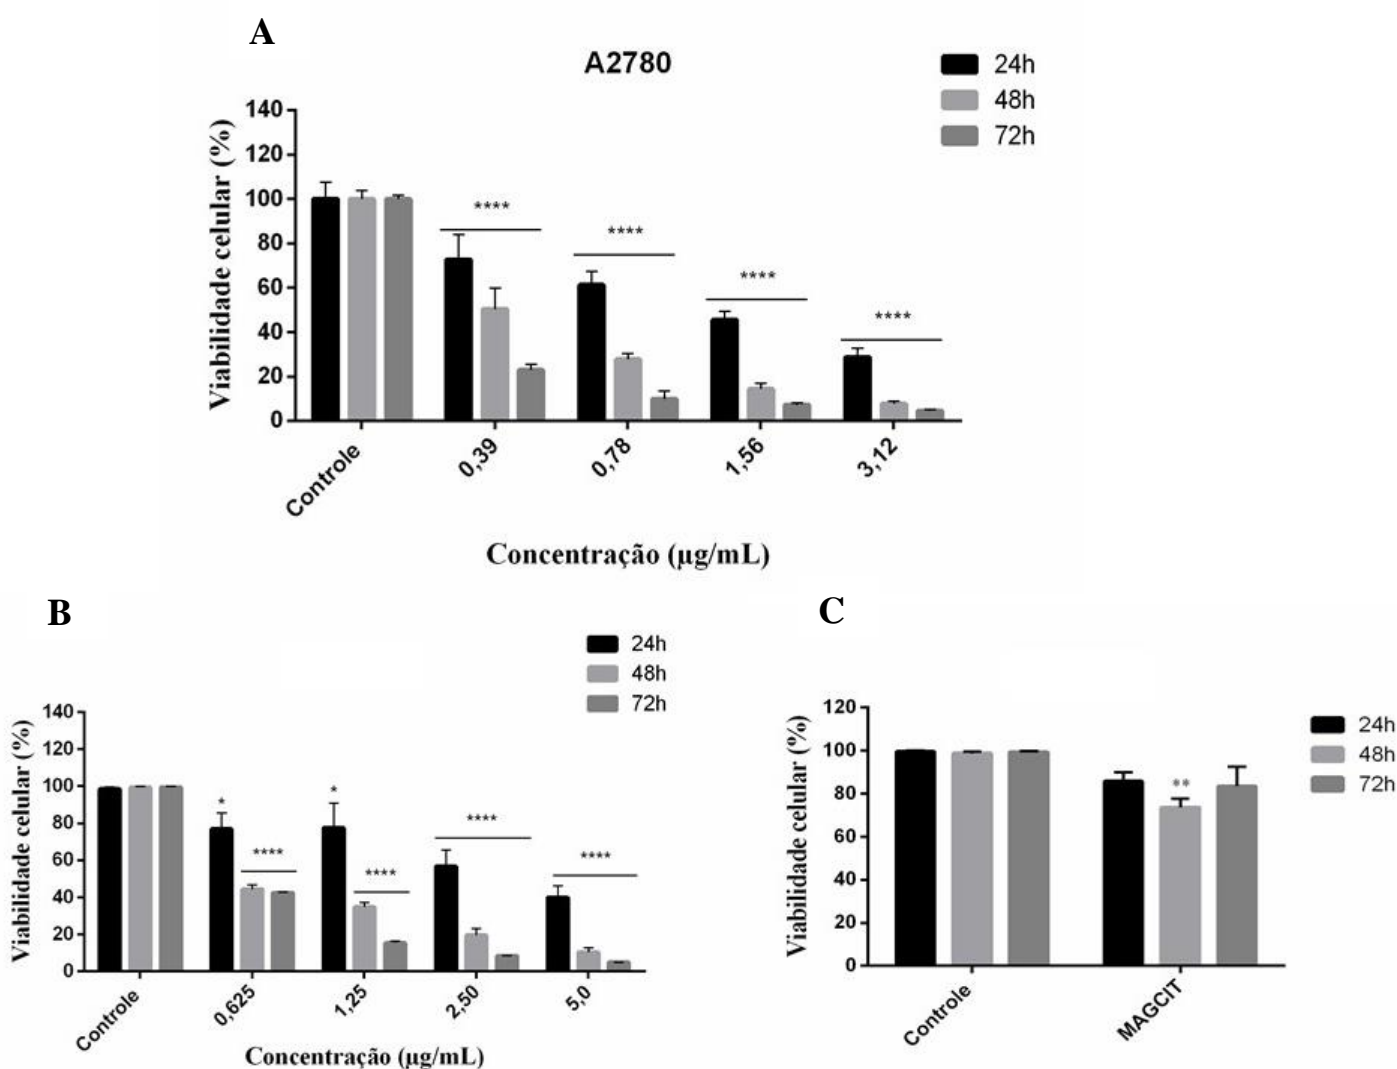 A
A2780
24h
48h
72h
Viabilidade celular (%)
140
120
100
80
60
40
20
0
****
****
****
****
Controle
0,39
0,78
1,56
3,12
Concentração (µg/mL)
B
24h
48h
72h
Viabilidade celular (%)
140
120
100
80
60
40
20
0
*
****
*
****
****
****
Controle
0,625
1,25
2,50
5,0
Concentração (µg/mL)
C
24h
48h
72h
Viabilidade celular (%)
120
100
80
60
40
20
0
**
Controle
MAGCIT